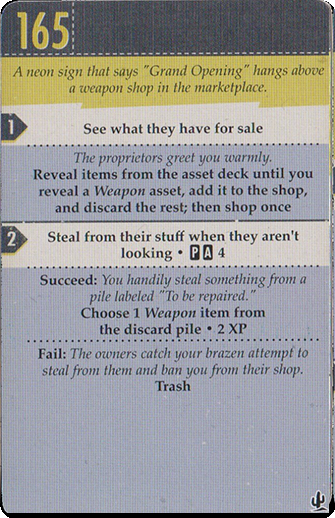 165
A neon sign that says "Grand Opening" hangs above
a weapon shop in the marketplace.
1
See what they have for sale
The proprietors greet you warmly.
Reveal items from the asset deck until you
reveal a Weapon asset, add it to the shop,
and discard the rest; then shop once
2
Steal from their stuff when they aren't
looking • P A 4
Succeed: You handily steal something from a
pile labeled "To be repaired."
Choose 1 Weapon item from
the discard pile • 2 XP
Fail: The owners catch your brazen attempt to
steal from them and ban you from their shop.
Trash